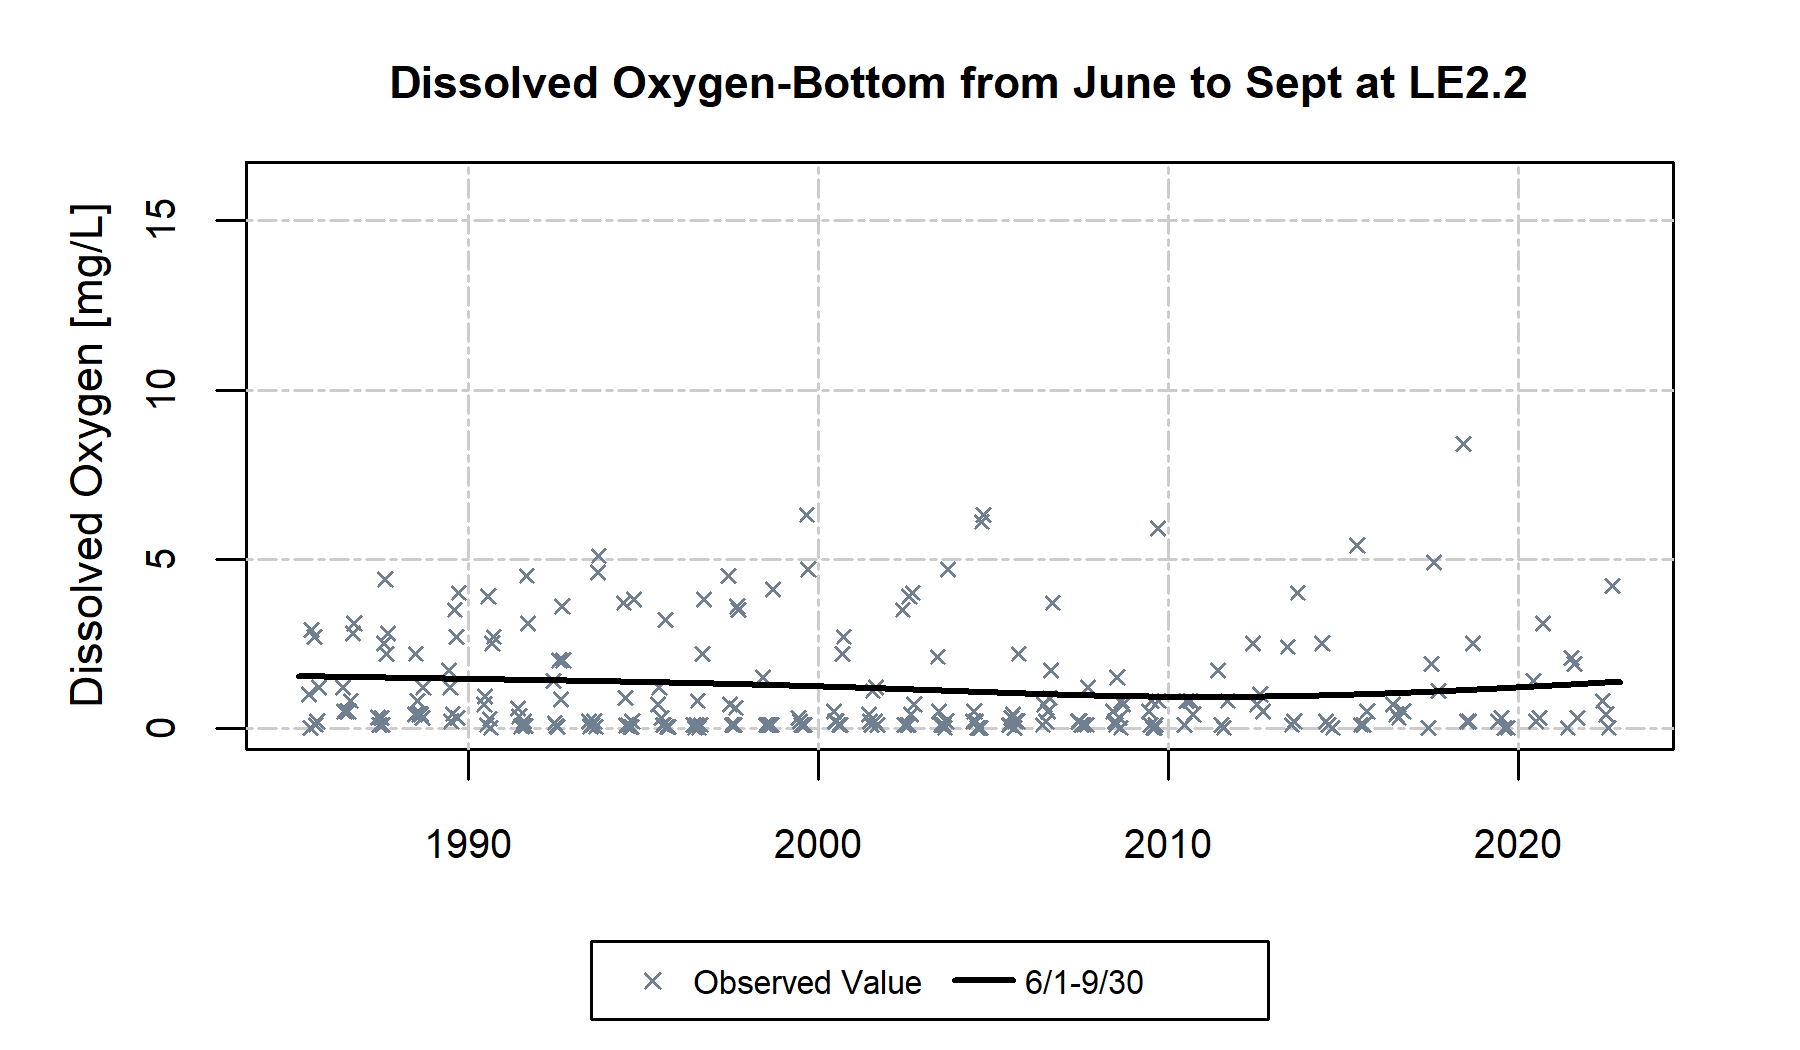 Dissolved Oxygen-Bottom from June to Sept at LE2.2
Dissolved Oxygen [mg/L]
15
10
5
0
1990 2000 2010 2020
Observed Value 6/1-9/30